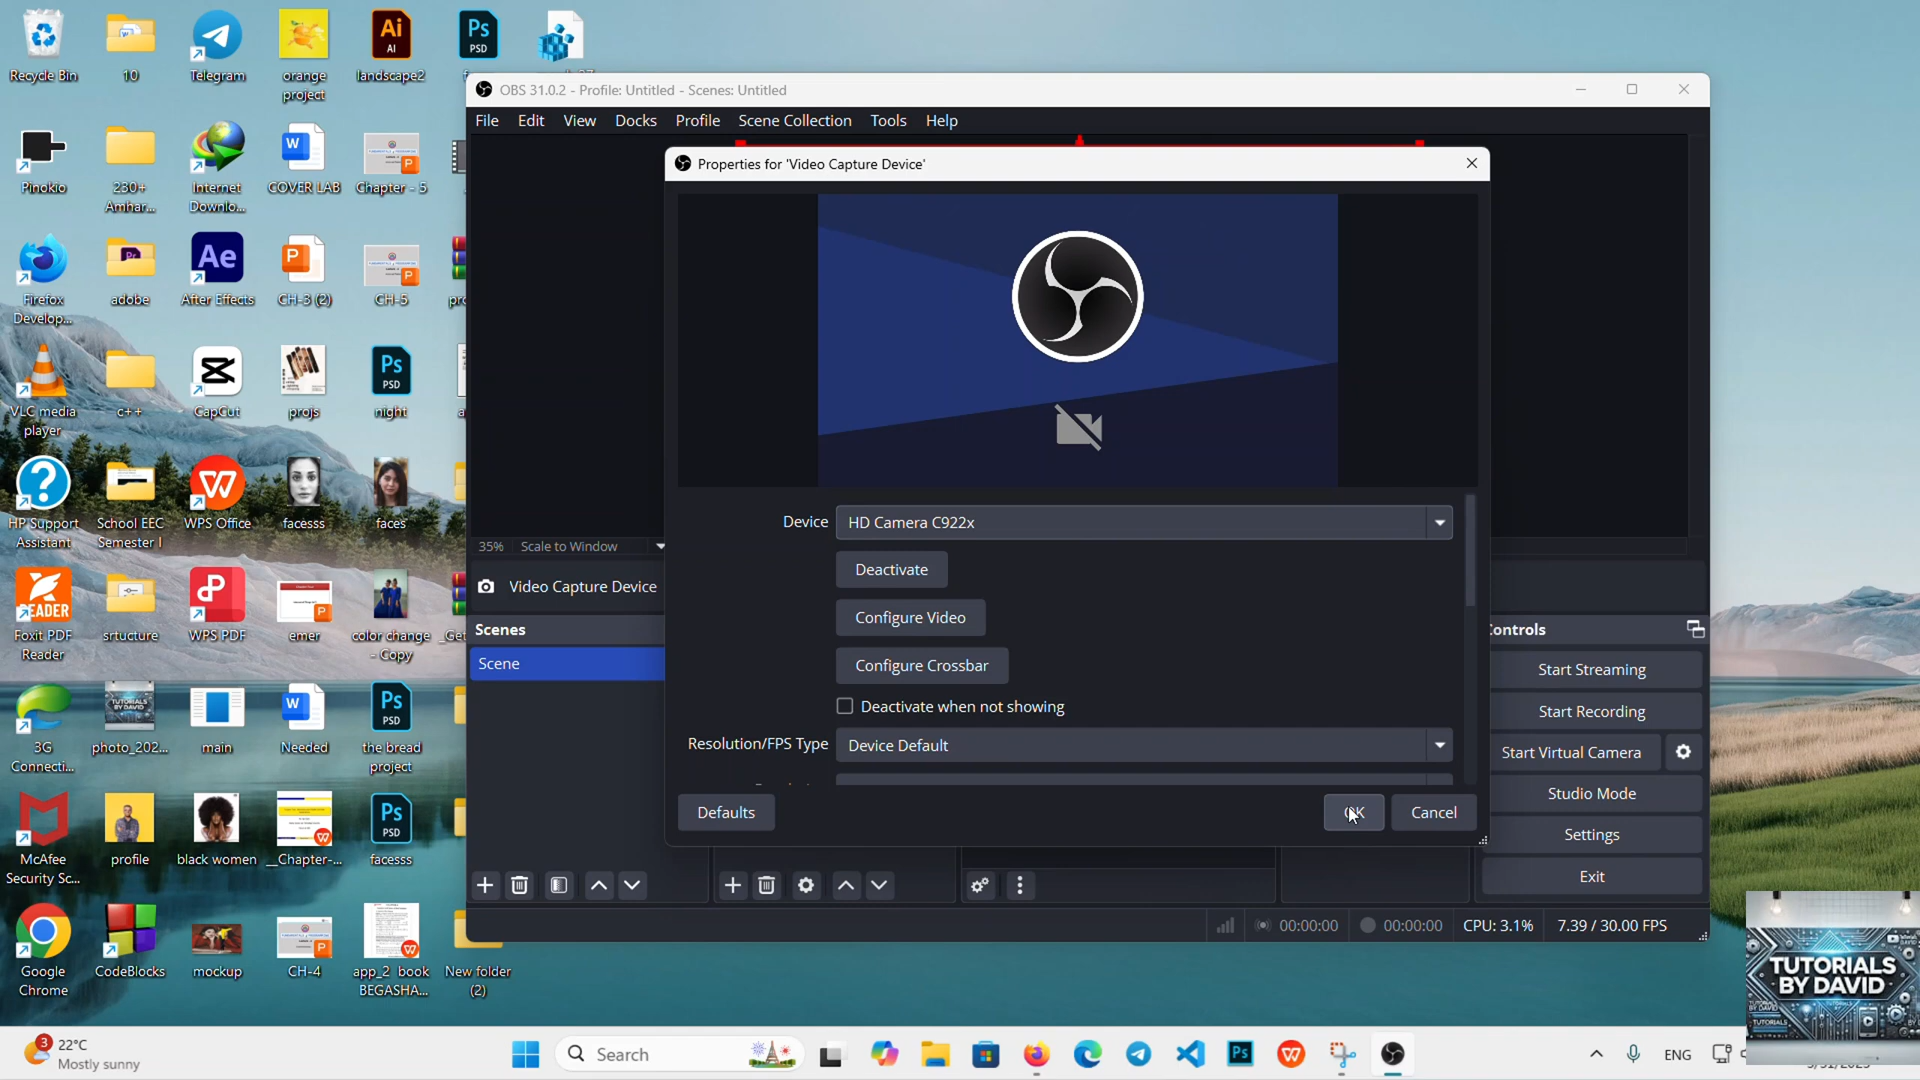 Recycle Bin
10
Telegram
orange
project
landscape2
Ai
AI
Ps
PSD
OBS 31.0.2 - Profile: Untitled - Scenes: Untitled
File Edit View Docks Profile Scene Collection Tools Help
Properties for 'Video Capture Device'
Pinokio
230+
Amhar...
Internet
Downlo...
COVER LAB
Chapter - 5
Firefox
Develop...
adobe
After Effects
CH-3 (2)
CH-5
VLC media
player
c++
CapCut
projs
night
HP Support
Assistant
School EEC
Semester I
WPS Office
facesss
faces
Foxit PDF
Reader
srtucture
WPS PDF
emer
color change
- Copy
_Get
3G
Connecti...
photo_202...
main
Needed
the bread
project
McAfee
Security Sc...
profile
black women
__Chapter-...
facesss
Google
Chrome
CodeBlocks
mockup
CH-4
app_2 book
BEGASHA...
New folder
(2)
35% Scale to Window
Video Capture Device
Scenes
Scene
Device HD Camera C922x
Deactivate
Configure Video
Configure Crossbar
Deactivate when not showing
Resolution/FPS Type Device Default
Defaults
OK
Cancel
Controls
Start Streaming
Start Recording
Start Virtual Camera
Studio Mode
Settings
Exit
00:00:00
00:00:00
CPU: 3.1%
7.39 / 30.00 FPS
TUTORIALS
BY DAVID
3
22°C
Mostly sunny
Search
ENG